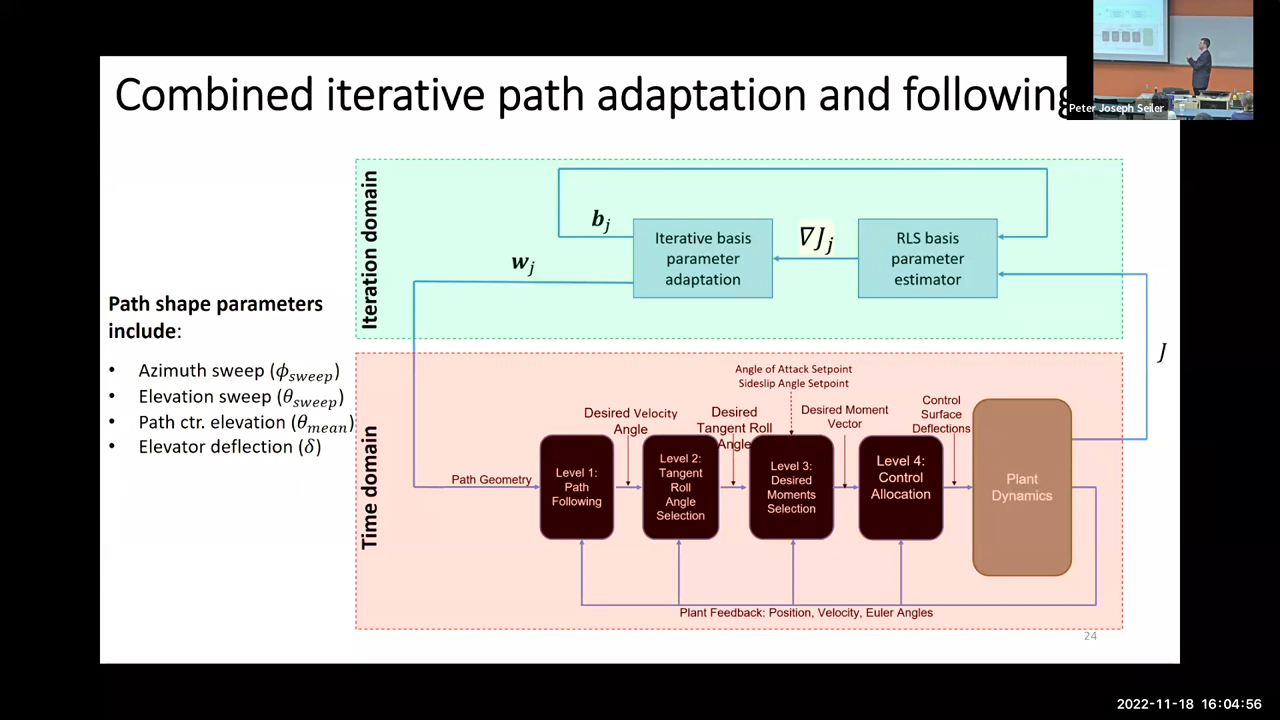 Combined iterative path adaptation and following
Peter Joseph Seiler
Iteration domain
b_j
w_j
Iterative basis
parameter
adaptation
∇J_j
RLS basis
parameter
estimator
J
Path shape parameters
include:
• Azimuth sweep (ϕ_sweep)
• Elevation sweep (θ_sweep)
• Path ctr. elevation (θ_mean)
• Elevator deflection (δ)
Time domain
Angle of Attack Setpoint
Sideslip Angle Setpoint
Desired Velocity
Angle
Desired
Tangent Roll
Angle
Desired Moment
Vector
Control
Surface
Deflections
Path Geometry
Level 1:
Path
Following
Level 2:
Tangent
Roll
Angle
Selection
Level 3:
Desired
Moments
Selection
Level 4:
Control
Allocation
Plant
Dynamics
Plant Feedback: Position, Velocity, Euler Angles
24
2022-11-18 16:04:56